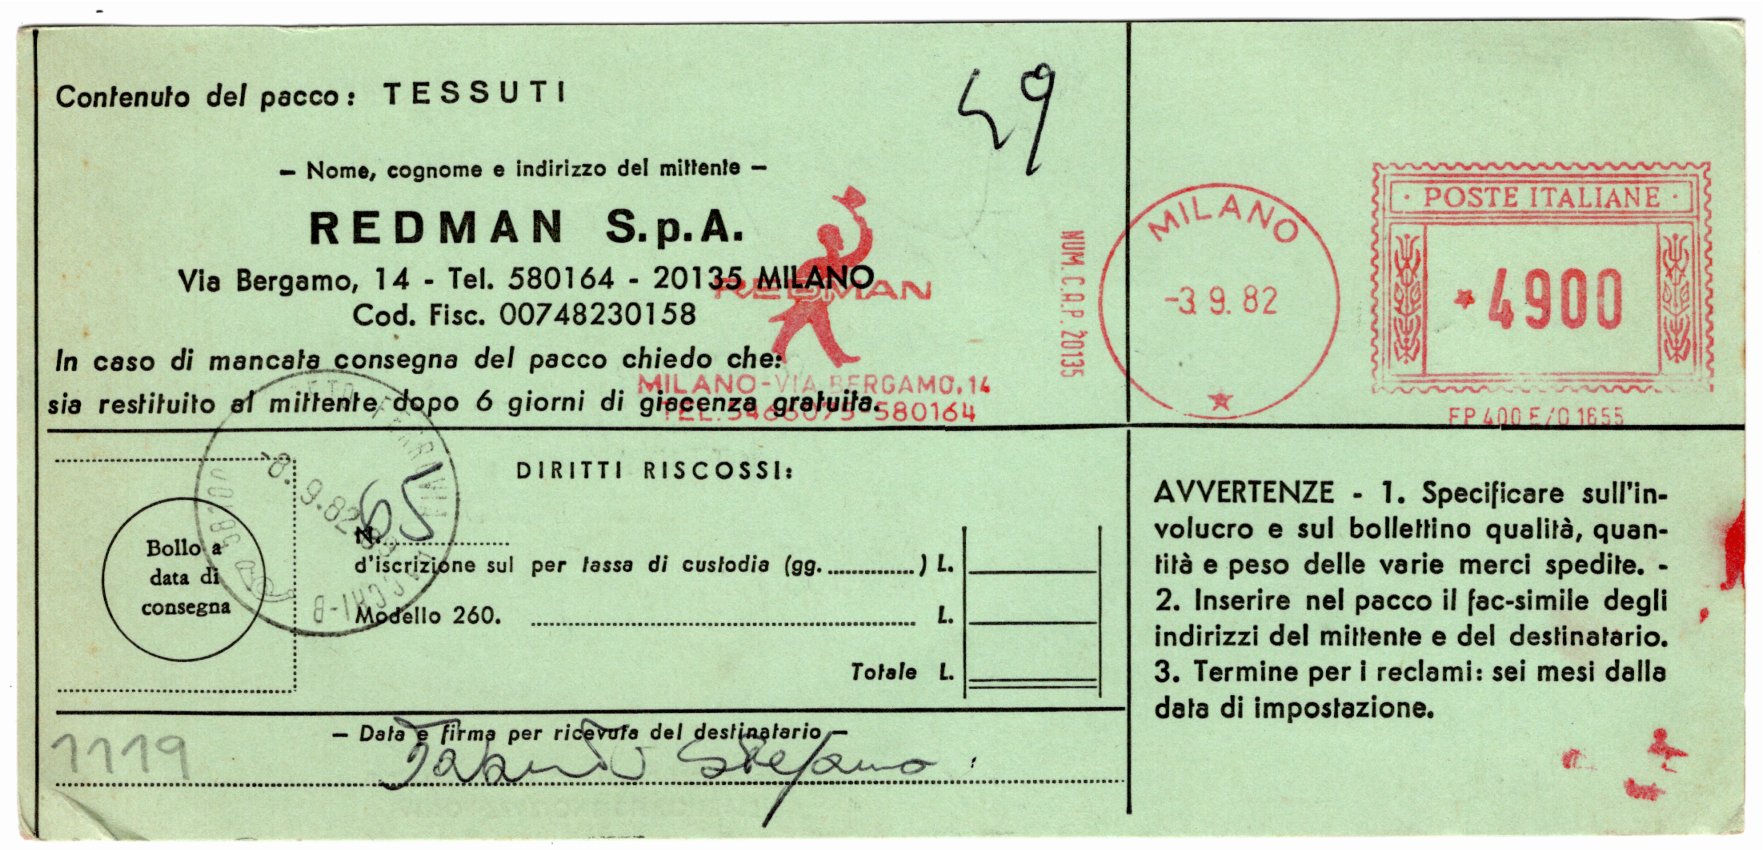 Contenuto del pacco: TESSUTI
49
– Nome, cognome e indirizzo del mittente –
REDMAN S.p.A.
Via Bergamo, 14 - Tel. 580164 - 20135 MILANO
Cod. Fisc. 00748230158
In caso di mancata consegna del pacco chiedo che:
sia restituito al mittente dopo 6 giorni di giacenza gratuita.
REDMAN
MILANO-VIA BERGAMO, 14
TEL. 5466075-580164
NUM. C.A.P. 20135
MILANO
-3. 9. 82
· POSTE ITALIANE ·
*4900
EP 400 E/O 1655
DIRITTI RISCOSSI:
-8. 9. 82
65
Bollo a
data di
consegna
N.
d'iscrizione sul per tassa di custodia (gg. ............... ) L.
Modello 260. L.
Totale L.
– Data e firma per ricevuta del destinatario –
Stefano
1119
AVVERTENZE - 1. Specificare sull'in-
volucro e sul bollettino qualità, quan-
tità e peso delle varie merci spedite. -
2. Inserire nel pacco il fac-simile degli
indirizzi del mittente e del destinatario.
3. Termine per i reclami: sei mesi dalla
data di impostazione.